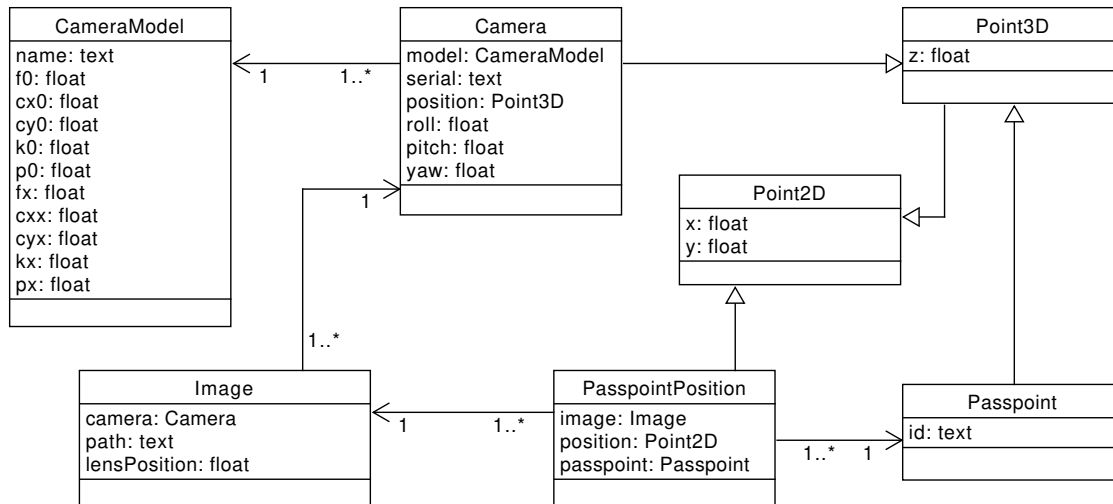 CameraModel
name: text
f0: float
cx0: float
cy0: float
k0: float
p0: float
fx: float
cxx: float
cyx: float
kx: float
px: float
1
1..*
Camera
model: CameraModel
serial: text
position: Point3D
roll: float
pitch: float
yaw: float
Point3D
z: float
1
Point2D
x: float
y: float
1..*
Image
camera: Camera
path: text
lensPosition: float
1
1..*
PasspointPosition
image: Image
position: Point2D
passpoint: Passpoint
1..*
1
Passpoint
id: text